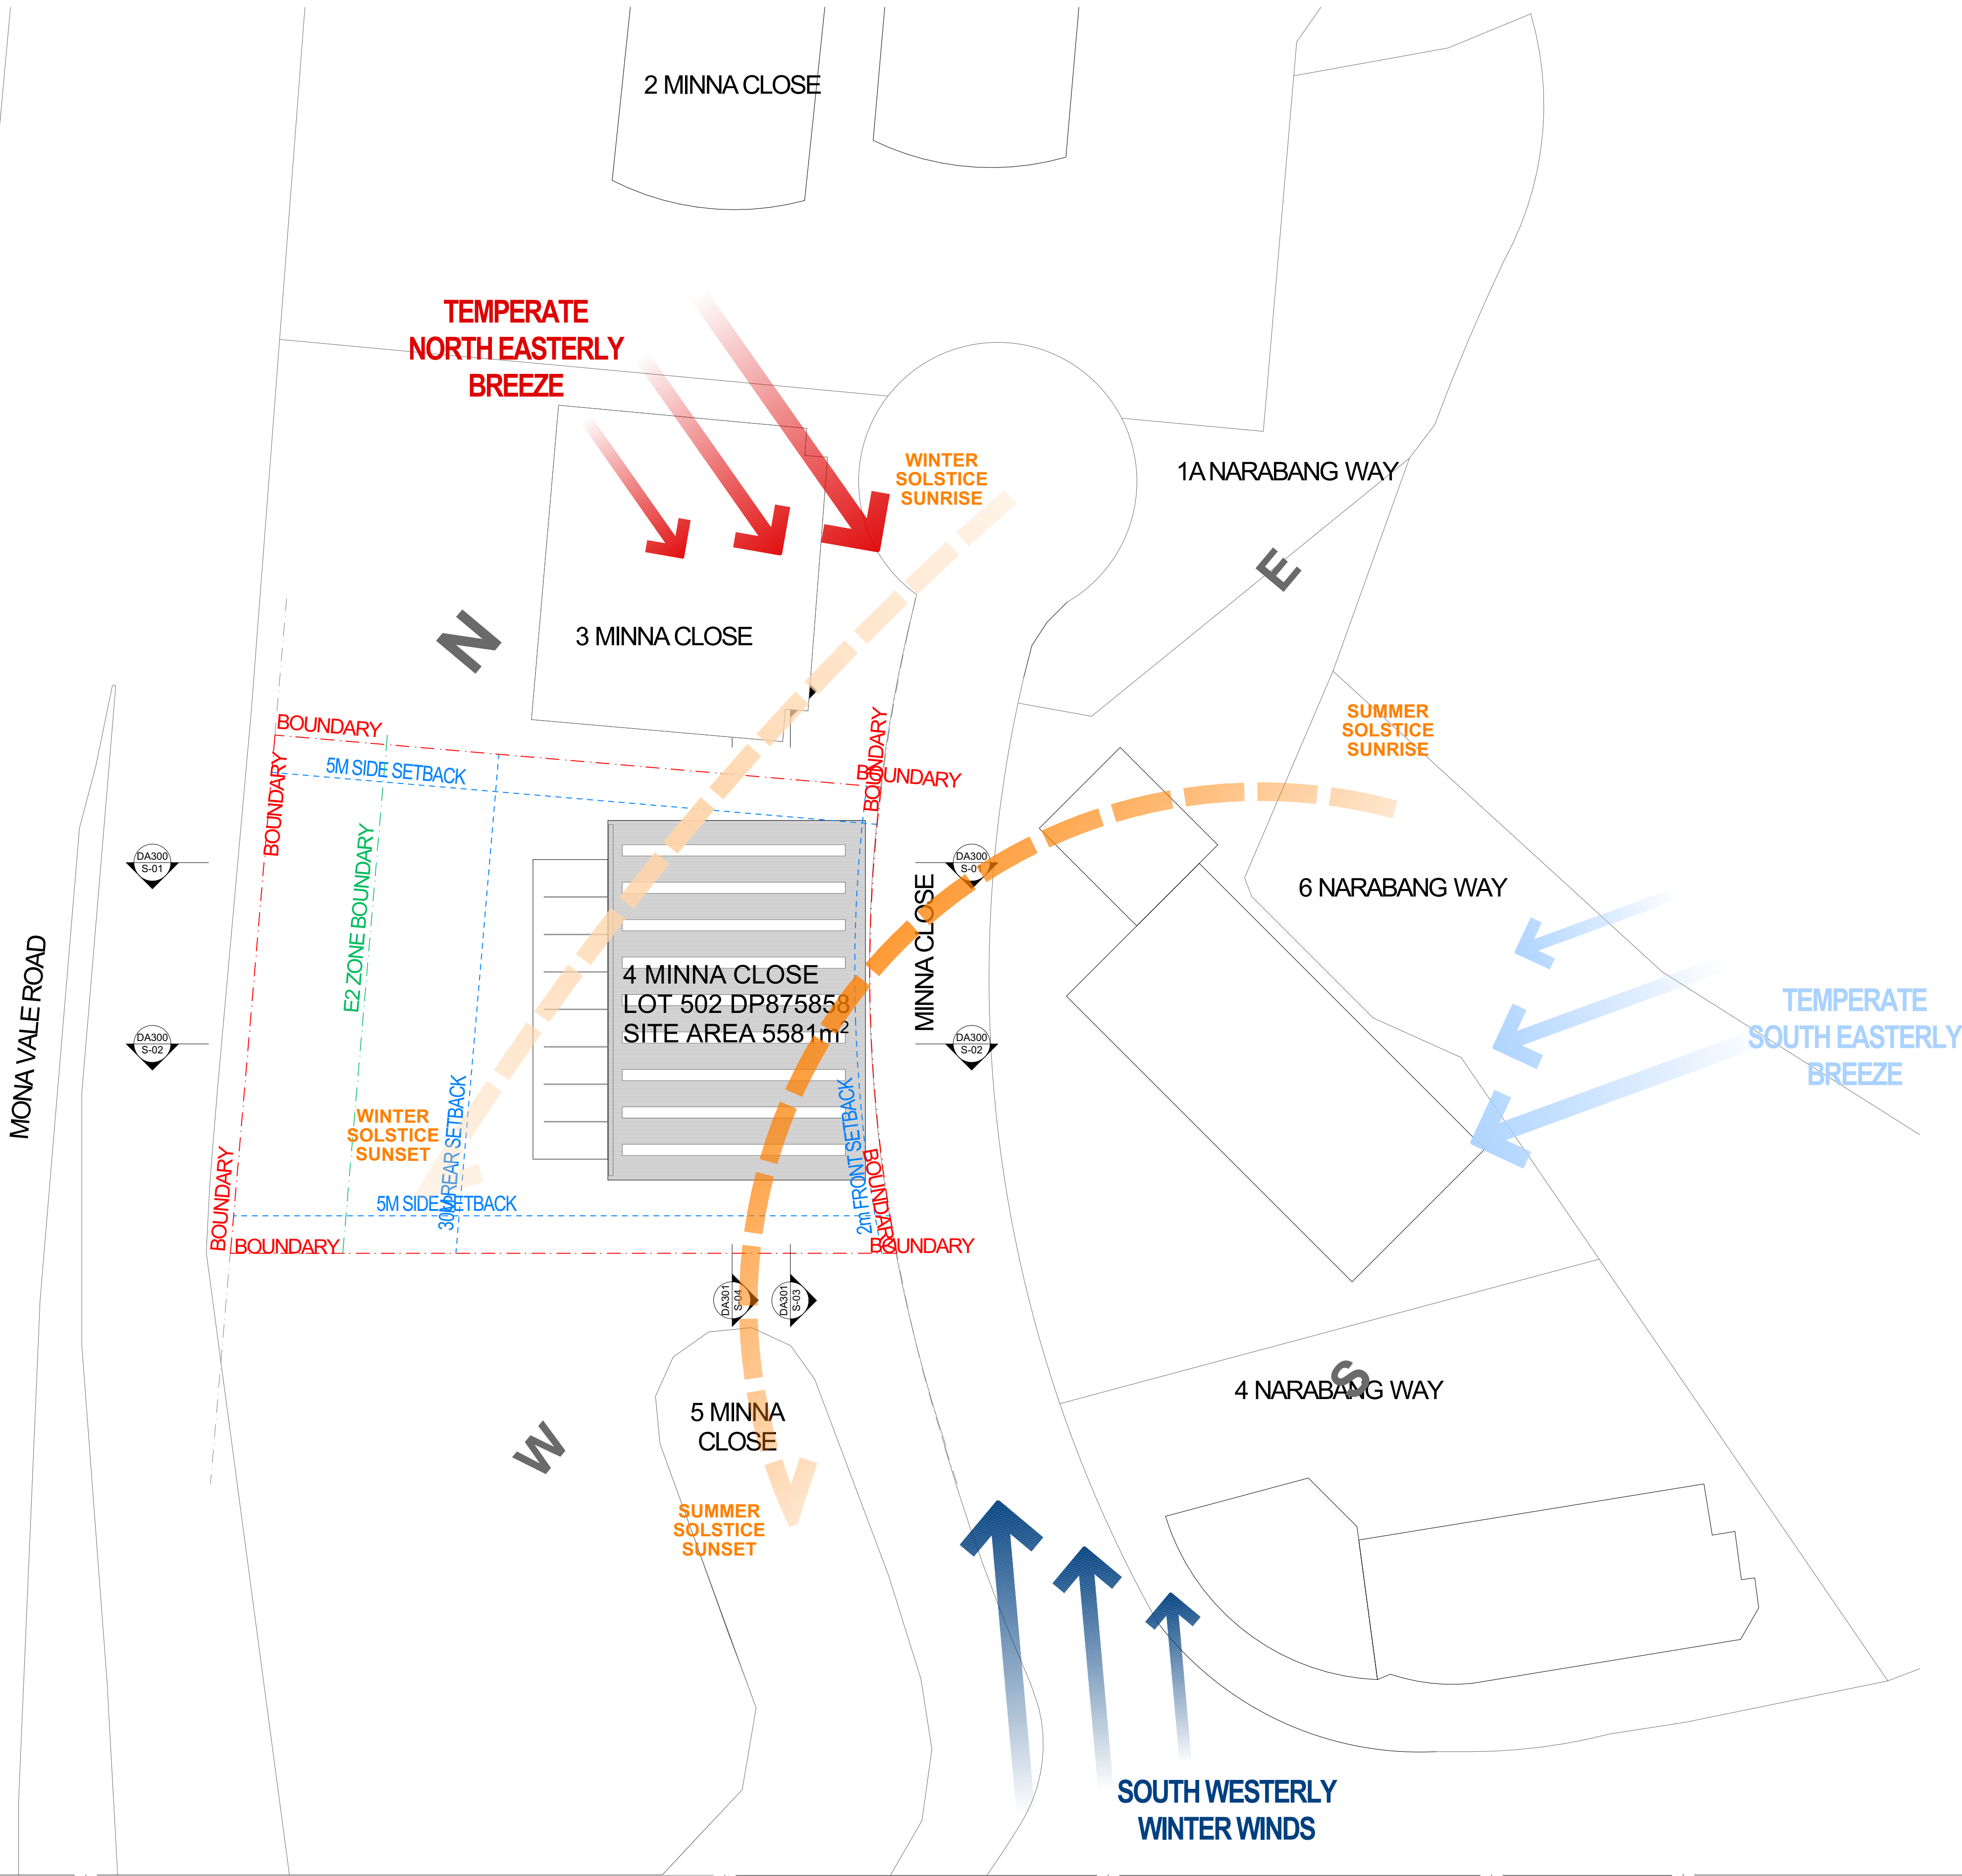 2 MINNA CLOSE
TEMPERATE
NORTH EASTERLY
BREEZE
WINTER
SOLSTICE
SUNRISE
1A NARABANG WAY
E
N
3 MINNA CLOSE
SUMMER
SOLSTICE
SUNRISE
BOUNDARY
BOUNDARY
5M SIDE SETBACK
BOUNDARY
BOUNDARY
E2 ZONE BOUNDARY
DA300
S-01
DA300
S-01
MINNA CLOSE
6 NARABANG WAY
MONA VALE ROAD
4 MINNA CLOSE
LOT 502 DP875858
SITE AREA 5581m²
TEMPERATE
SOUTH EASTERLY
BREEZE
DA300
S-02
DA300
S-02
WINTER
SOLSTICE
SUNSET
30M REAR SETBACK
2m FRONT SETBACK
BOUNDARY
BOUNDARY
5M SIDE SETBACK
BOUNDARY
BOUNDARY
DA301
S-04
DA301
S-03
S
4 NARABANG WAY
5 MINNA
CLOSE
W
SUMMER
SOLSTICE
SUNSET
SOUTH WESTERLY
WINTER WINDS